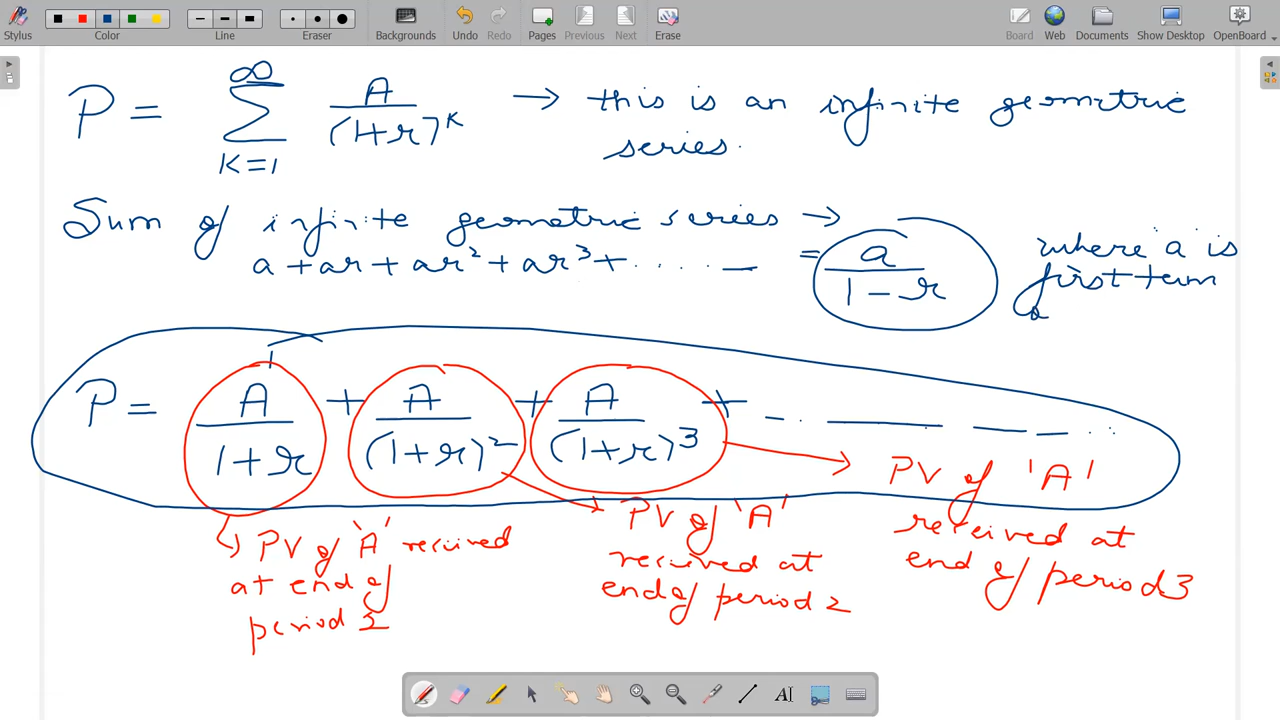 Stylus
Color
Line
Eraser
Backgrounds
Undo
Redo
Pages
Previous
Next
Erase
Board
Web
Documents
Show Desktop
OpenBoard
P = ∑_{K=1}^{∞} A/(1+r)^K → this is an infinite geometric
series.
Sum of infinite geometric series →
a + ar + ar² + ar³ + ..... — = a/(1-r) where 'a' is
first term
P = A/(1+r) + A/(1+r)² + A/(1+r)³ + - .. — — — ...
PV of 'A'
received at
end of period 3
PV of 'A'
received at
end of period 2
PV of 'A' received
at end of
period 1